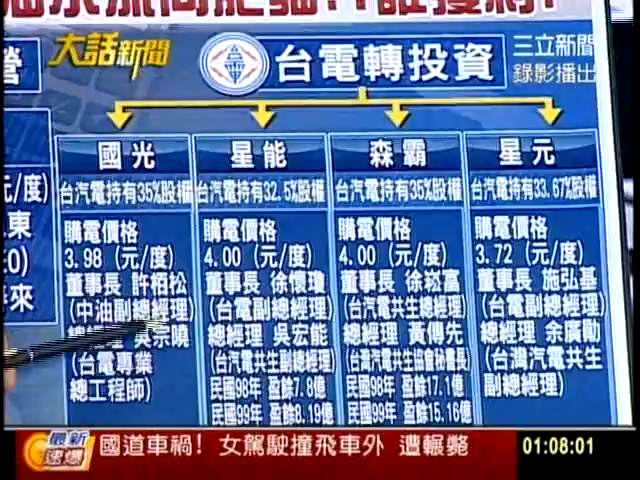 大話新聞
台電轉投資
三立新聞
錄影播出
營
元/度)
東
0)
來
國光
台汽電持有35%股權
購電價格
3.98 (元/度)
董事長 許栢松
(中油副總經理)
總經理 吳宗曉
(台電專業
總工程師)
星能
台汽電持有32.5%股權
購電價格
4.00 (元/度)
董事長 徐懷瓊
(台電副總經理)
總經理 吳宏能
(台汽電共生副總經理)
民國98年 盈餘7.8億
民國99年 盈餘8.19億
森霸
台汽電持有35%股權
購電價格
4.00 (元/度)
董事長 徐崧富
(台汽電共生總經理)
總經理 黃傳先
(台灣汽電共生協會秘書長)
民國98年 盈餘17.1億
民國99年 盈餘15.16億
星元
台汽電持有33.67%股權
購電價格
3.72 (元/度)
董事長 施弘基
(台電副總經理)
總經理 余廣勛
(台灣汽電共生
副總經理)
最新
速爆
國道車禍! 女駕駛撞飛車外 遭輾斃
01:08:01